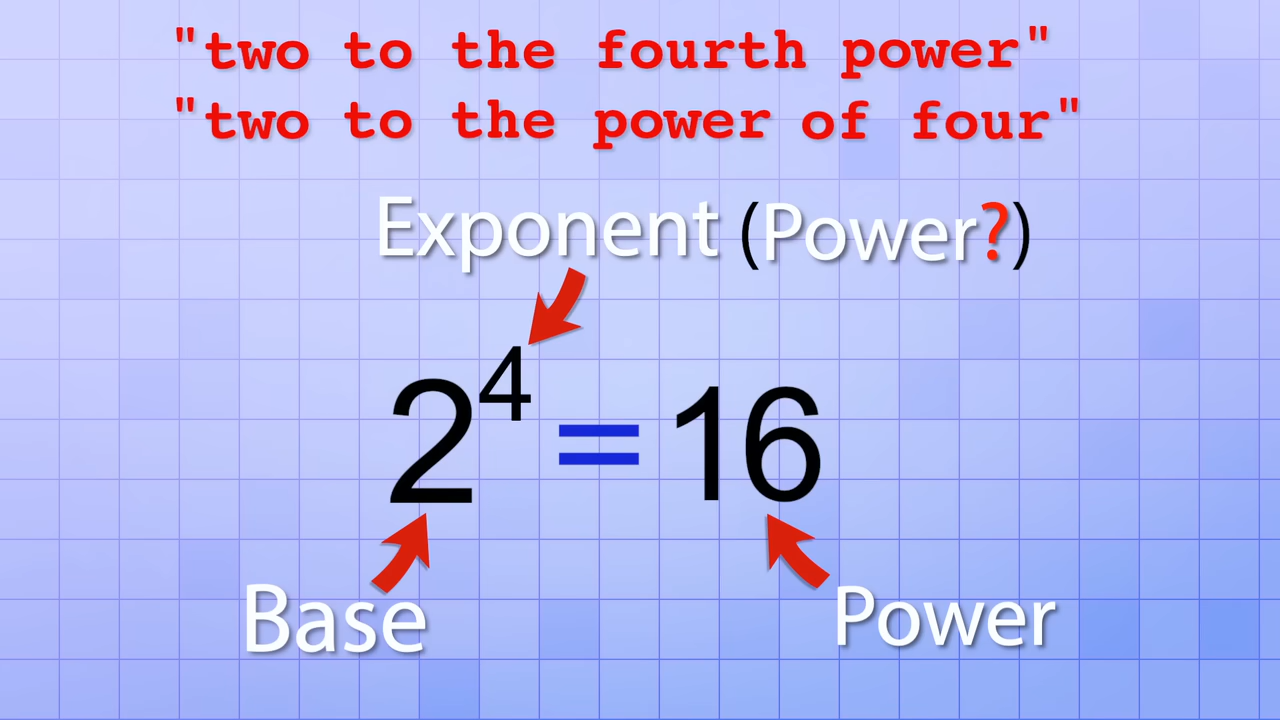 "two to the fourth power"
"two to the power of four"
Exponent (Power?)
2⁴ = 16
Base
Power